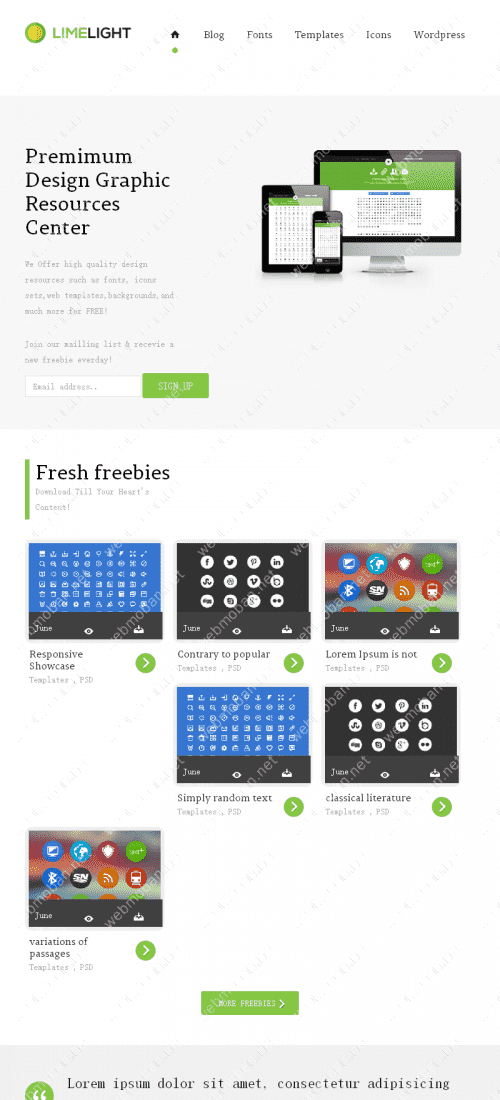 LIMELIGHT
Blog Fonts Templates Icons Wordpress
Premimum
Design Graphic
Resources
Center
We Offer high quality design
resources such as fonts, icons
sets,web templates,backgrounds,and
much more for FREE!
Join our mailling list & recevie a
new freebie everday!
Email address..
SIGN UP
Fresh freebies
Download Till Your Heart's
Content!
June
June
June
Responsive
Showcase
Templates , PSD
Contrary to popular
Templates , PSD
Lorem Ipsum is not
Templates , PSD
June
June
Simply random text
Templates , PSD
classical literature
Templates , PSD
June
variations of
passages
Templates , PSD
MORE FREEBIES
Lorem ipsum dolor sit amet, consectetur adipisicing
webmoban.net